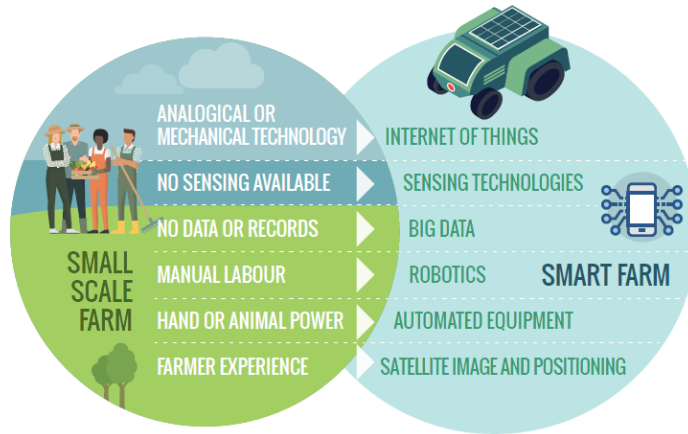 ANALOGICAL OR
MECHANICAL TECHNOLOGY
INTERNET OF THINGS
NO SENSING AVAILABLE
SENSING TECHNOLOGIES
NO DATA OR RECORDS
BIG DATA
SMALL
SCALE
FARM
MANUAL LABOUR
ROBOTICS
SMART FARM
HAND OR ANIMAL POWER
AUTOMATED EQUIPMENT
FARMER EXPERIENCE
SATELLITE IMAGE AND POSITIONING